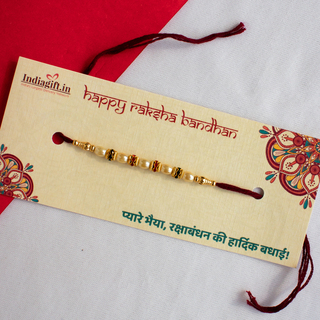 Indiagift.in
Happy Raksha Bandhan
प्यारे भैया, रक्षाबंधन की हार्दिक बधाई!